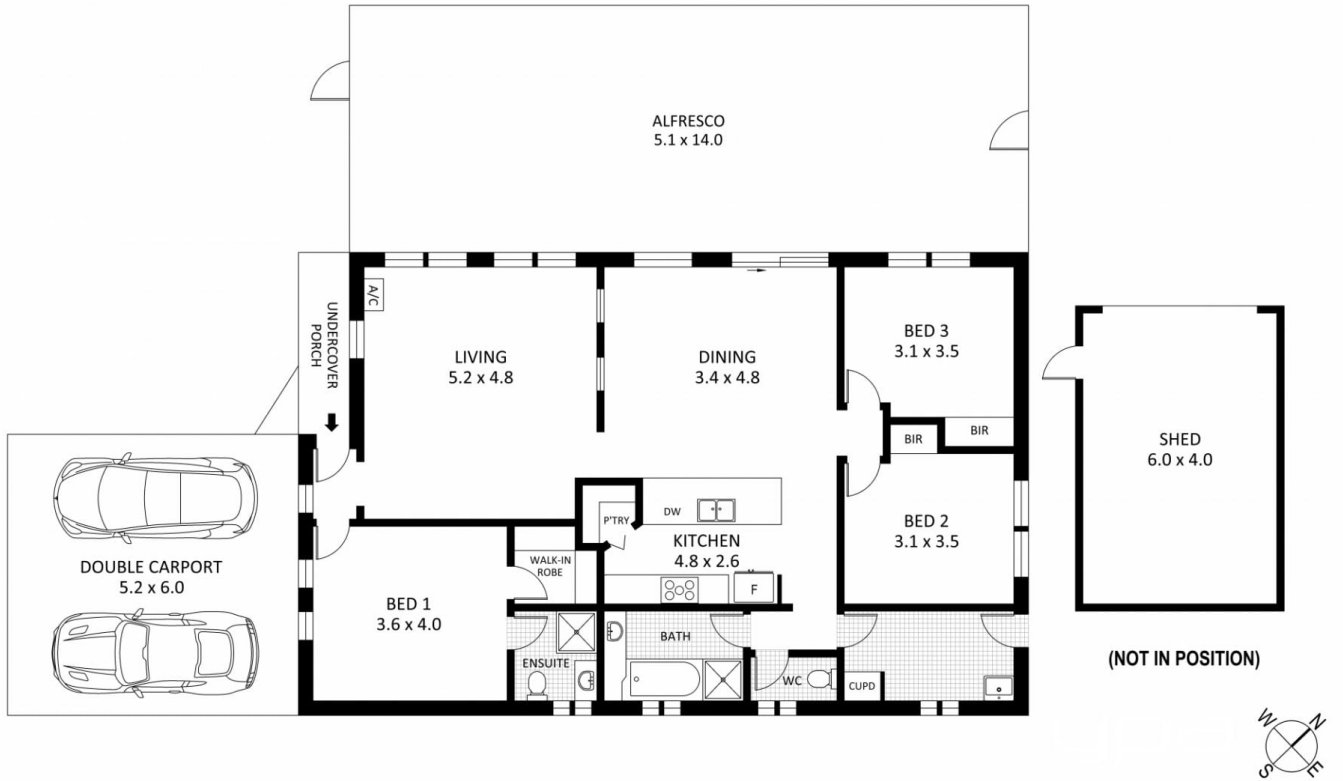 ALFRESCO
5.1 x 14.0
UNDERCOVER
PORCH
A/C
LIVING
5.2 x 4.8
DINING
3.4 x 4.8
BED 3
3.1 x 3.5
BIR
BIR
SHED
6.0 x 4.0
DOUBLE CARPORT
5.2 x 6.0
P'TRY
DW
KITCHEN
4.8 x 2.6
F
BED 2
3.1 x 3.5
WALK-IN
ROBE
BED 1
3.6 x 4.0
ENSUITE
BATH
WC
CUPD
(NOT IN POSITION)
W
N
S
E